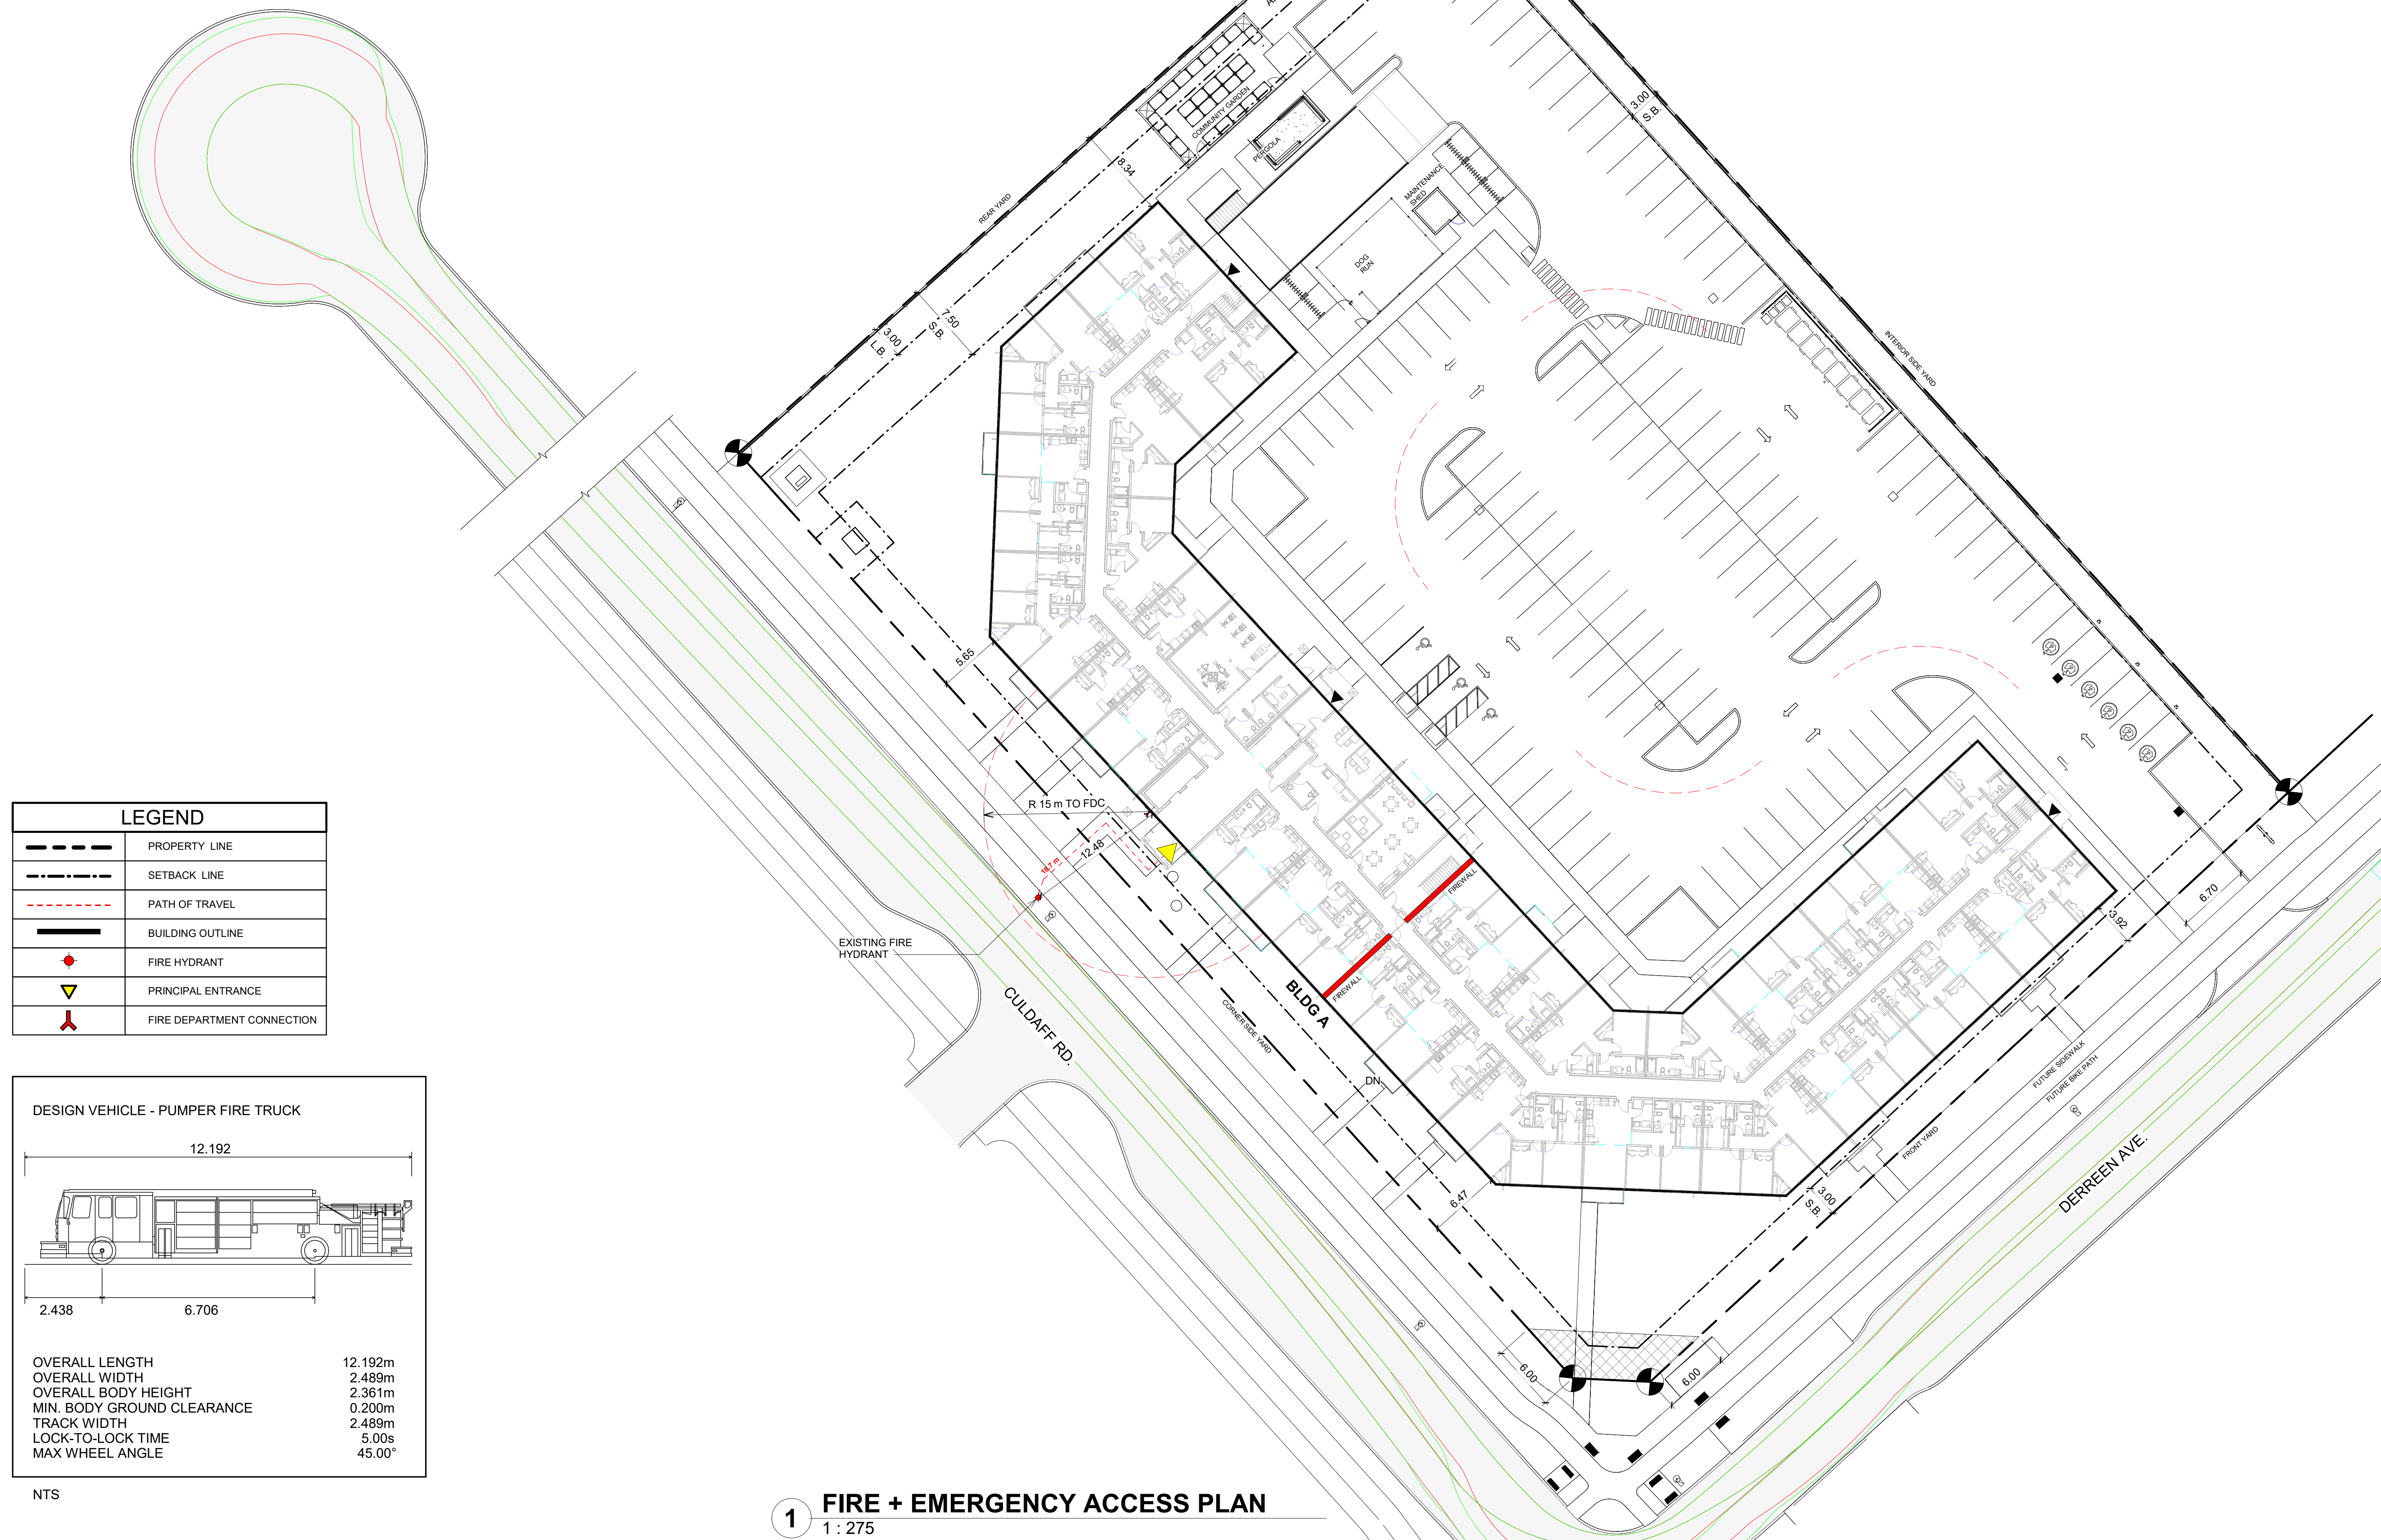 COMMUNITY GARDEN
PERGOLA
MAINTENANCE
SHED
DOG
RUN
8.34
REAR YARD
7.50
S.B.
3.00
L.B.
3.00
S.B.
INTERIOR SIDE YARD
5.65
R 15 m TO FDC
12.48
18.7 m
EXISTING FIRE
HYDRANT
FIREWALL
FIREWALL
BLDG A
CORNER SIDE YARD
CULDAFF RD.
DN
6.47
6.00
6.00
3.00
S.B.
3.92
6.70
FUTURE SIDEWALK
FUTURE BIKE PATH
FRONT YARD
DERREEN AVE.
LEGEND
PROPERTY LINE
SETBACK LINE
PATH OF TRAVEL
BUILDING OUTLINE
FIRE HYDRANT
PRINCIPAL ENTRANCE
FIRE DEPARTMENT CONNECTION
DESIGN VEHICLE - PUMPER FIRE TRUCK
12.192
2.438 6.706
OVERALL LENGTH 12.192m
OVERALL WIDTH 2.489m
OVERALL BODY HEIGHT 2.361m
MIN. BODY GROUND CLEARANCE 0.200m
TRACK WIDTH 2.489m
LOCK-TO-LOCK TIME 5.00s
MAX WHEEL ANGLE 45.00°
NTS
1 FIRE + EMERGENCY ACCESS PLAN
1 : 275